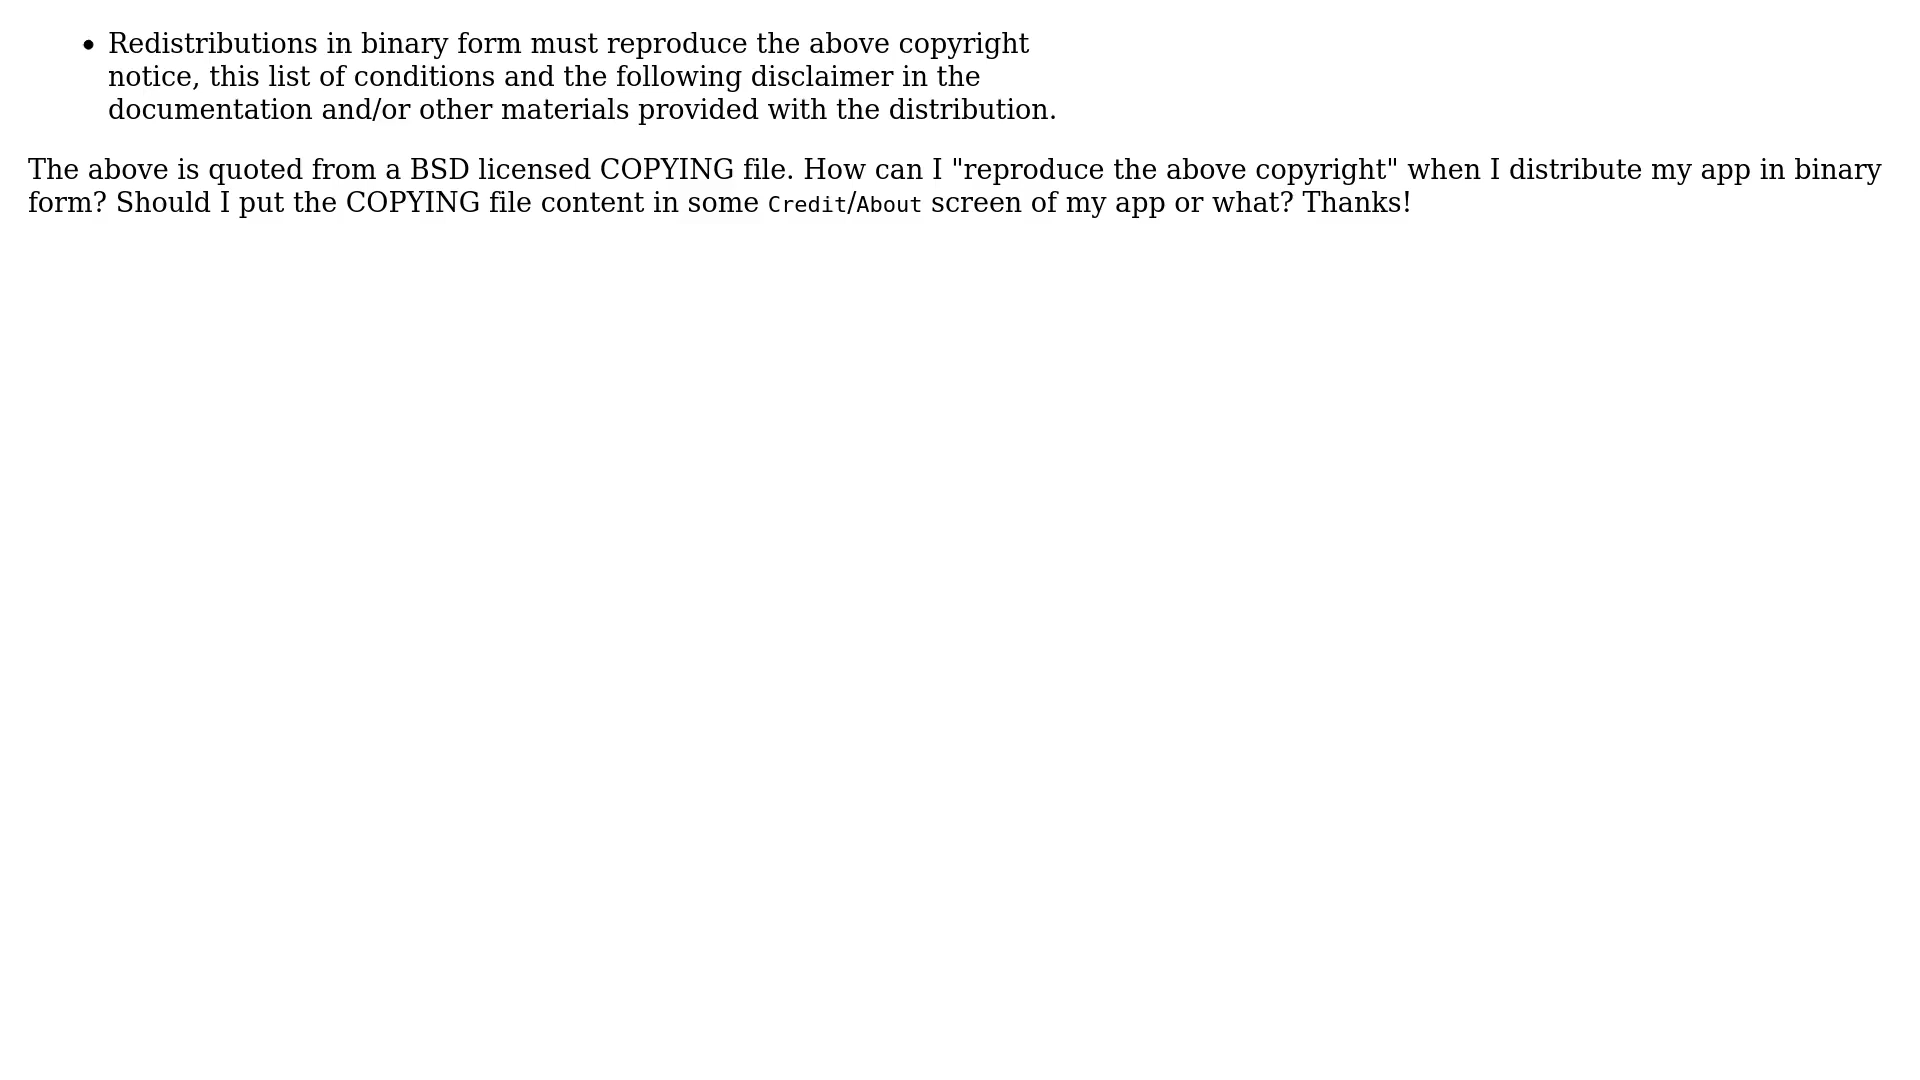 • Redistributions in binary form must reproduce the above copyright
notice, this list of conditions and the following disclaimer in the
documentation and/or other materials provided with the distribution.
The above is quoted from a BSD licensed COPYING file. How can I "reproduce the above copyright" when I distribute my app in binary
form? Should I put the COPYING file content in some Credit/About screen of my app or what? Thanks!